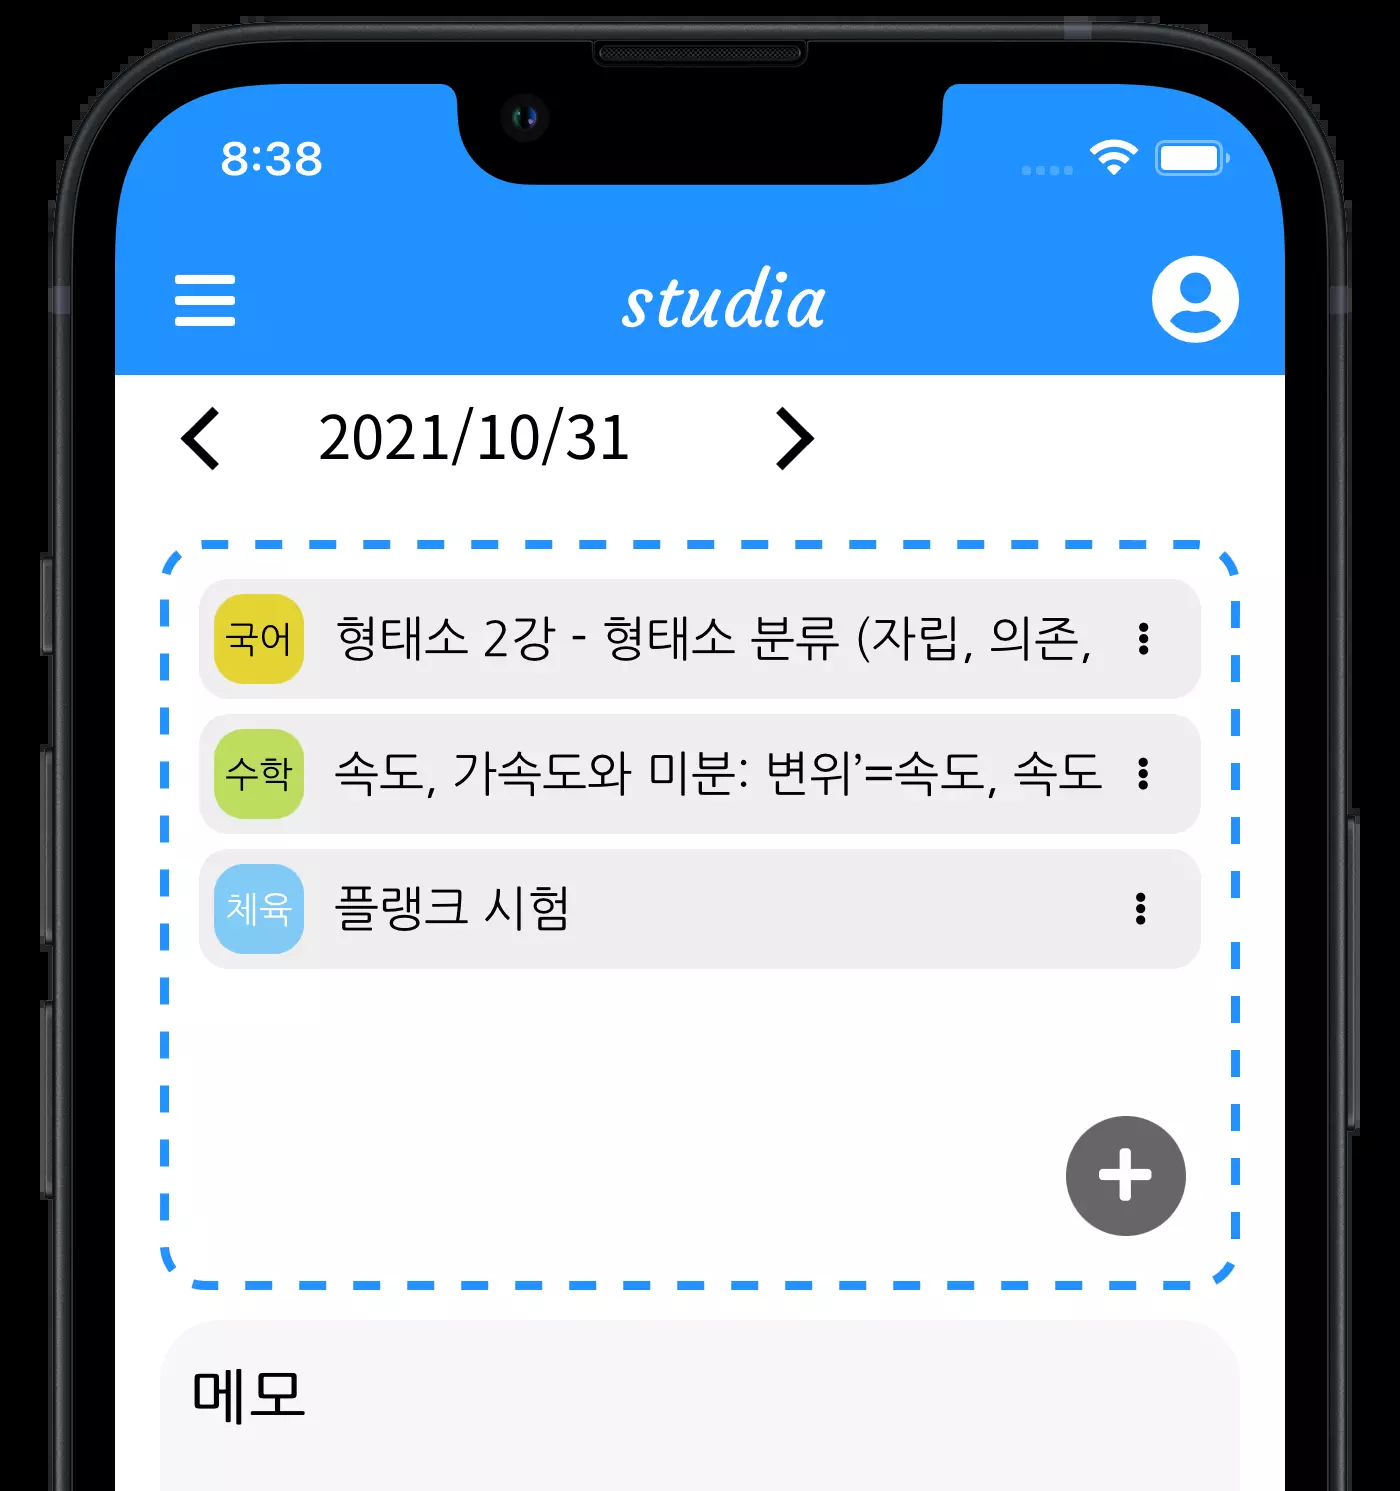 8:38
studia
2021/10/31
국어 형태소 2강 - 형태소 분류 (자립, 의존,
수학 속도, 가속도와 미분: 변위’=속도, 속도
체육 플랭크 시험
메모